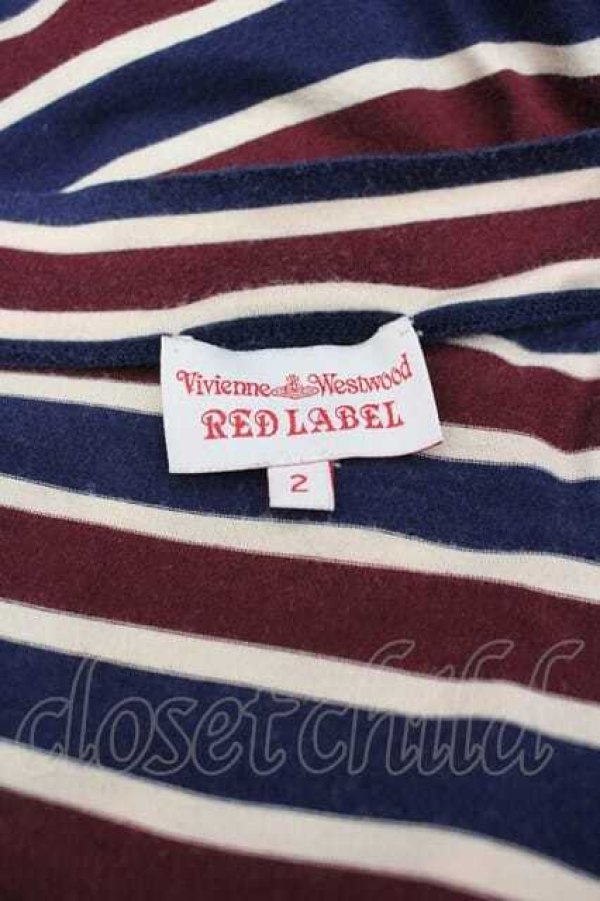 Vivienne Westwood
RED LABEL
2
closetchild